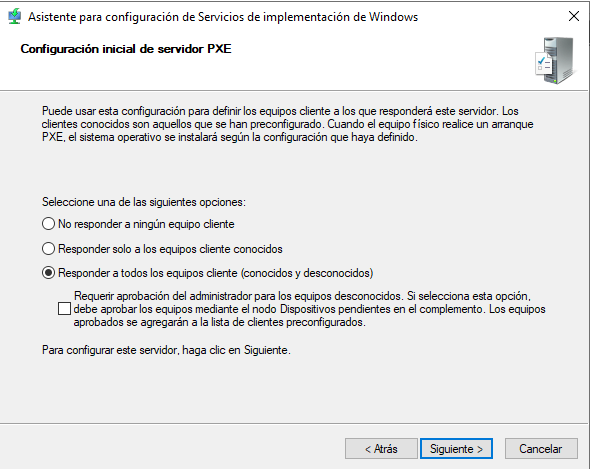 Asistente para configuración de Servicios de implementación de Windows
Configuración inicial de servidor PXE
Puede usar esta configuración para definir los equipos cliente a los que responderá este servidor. Los
clientes conocidos son aquellos que se han preconfigurado. Cuando el equipo físico realice un arranque
PXE, el sistema operativo se instalará según la configuración que haya definido.
Seleccione una de las siguientes opciones:
No responder a ningún equipo cliente
Responder solo a los equipos cliente conocidos
Responder a todos los equipos cliente (conocidos y desconocidos)
Requerir aprobación del administrador para los equipos desconocidos. Si selecciona esta opción,
debe aprobar los equipos mediante el nodo Dispositivos pendientes en el complemento. Los equipos
aprobados se agregarán a la lista de clientes preconfigurados.
Para configurar este servidor, haga clic en Siguiente.
< Atrás
Siguiente >
Cancelar